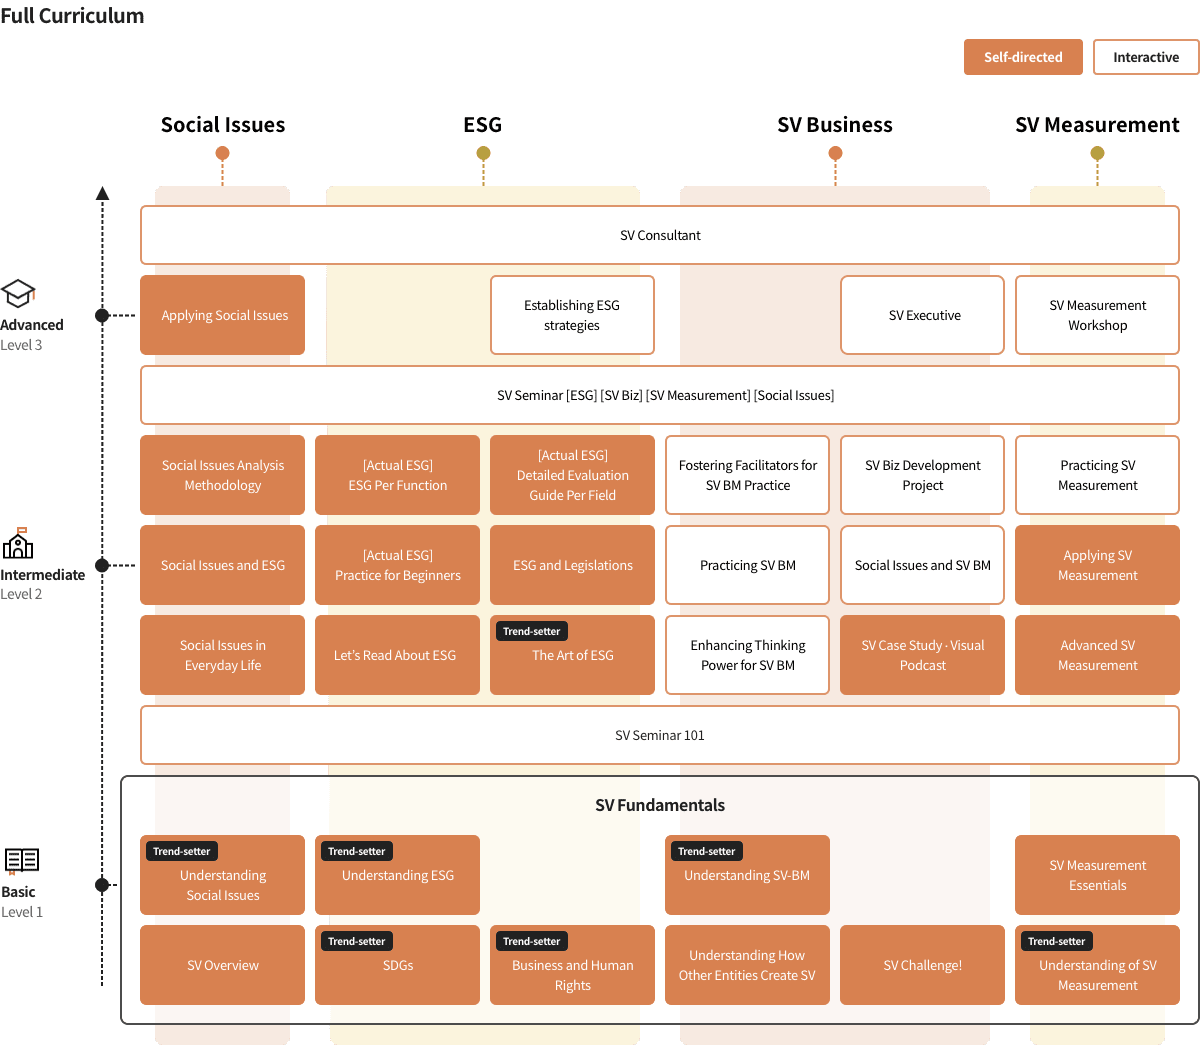 Full Curriculum
Self-directed
Interactive
Social Issues
ESG
SV Business
SV Measurement
SV Consultant
Advanced
Level 3
Applying Social Issues
Establishing ESG
strategies
SV Executive
SV Measurement
Workshop
SV Seminar [ESG] [SV Biz] [SV Measurement] [Social Issues]
Social Issues Analysis
Methodology
[Actual ESG]
ESG Per Function
[Actual ESG]
Detailed Evaluation
Guide Per Field
Fostering Facilitators for
SV BM Practice
SV Biz Development
Project
Practicing SV
Measurement
Intermediate
Level 2
Social Issues and ESG
[Actual ESG]
Practice for Beginners
ESG and Legislations
Practicing SV BM
Social Issues and SV BM
Applying SV
Measurement
Social Issues in
Everyday Life
Let's Read About ESG
Trend-setter
The Art of ESG
Enhancing Thinking
Power for SV BM
SV Case Study · Visual
Podcast
Advanced SV
Measurement
SV Seminar 101
SV Fundamentals
Basic
Level 1
Trend-setter
Understanding
Social Issues
Trend-setter
Understanding ESG
Trend-setter
Understanding SV-BM
SV Measurement
Essentials
SV Overview
Trend-setter
SDGs
Trend-setter
Business and Human
Rights
Understanding How
Other Entities Create SV
SV Challenge!
Trend-setter
Understanding of SV
Measurement